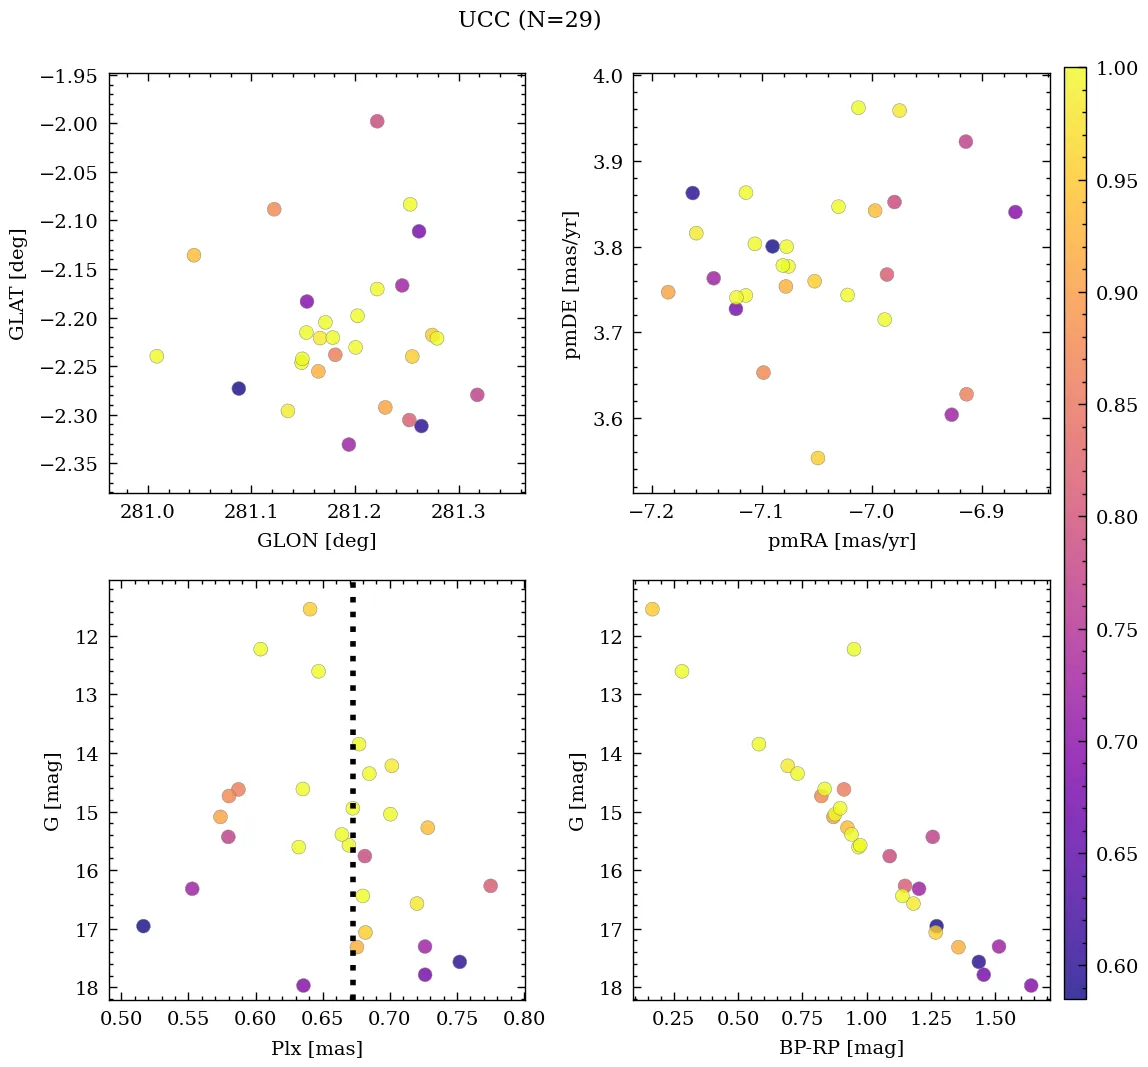 UCC (N=29)
−1.95
−2.00
−2.05
−2.10
−2.15
−2.20
−2.25
−2.30
−2.35
GLAT [deg]
281.0 281.1 281.2 281.3
GLON [deg]
4.0
3.9
3.8
3.7
3.6
pmDE [mas/yr]
−7.2 −7.1 −7.0 −6.9
pmRA [mas/yr]
12
13
14
15
16
17
18
G [mag]
0.50 0.55 0.60 0.65 0.70 0.75 0.80
Plx [mas]
12
13
14
15
16
17
18
G [mag]
0.25 0.50 0.75 1.00 1.25 1.50
BP-RP [mag]
1.00
0.95
0.90
0.85
0.80
0.75
0.70
0.65
0.60